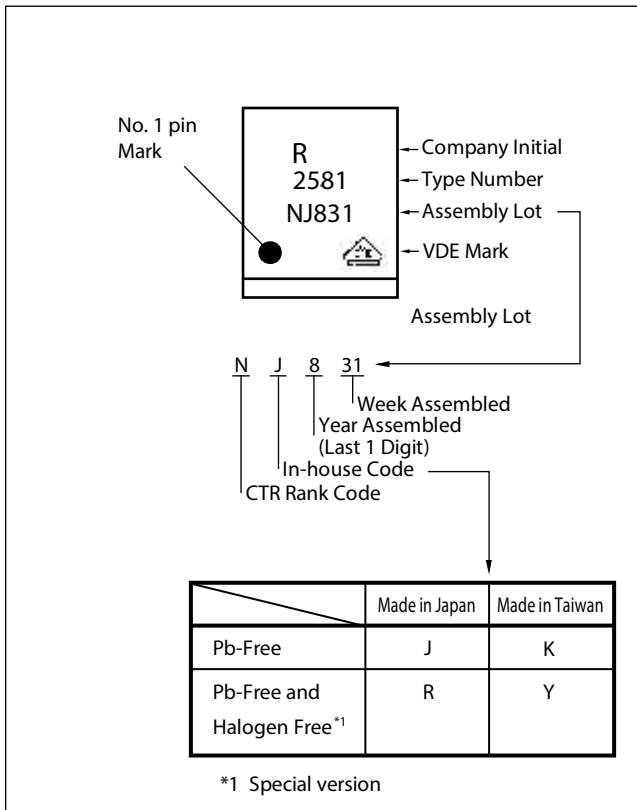 No. 1 pin
Mark
R
2581
NJ831
Company Initial
Type Number
Assembly Lot
VDE Mark
Assembly Lot
N J 8 31
Week Assembled
Year Assembled
(Last 1 Digit)
In-house Code
CTR Rank Code
Made in Japan Made in Taiwan
Pb-Free J K
Pb-Free and R Y
Halogen Free*1
*1 Special version